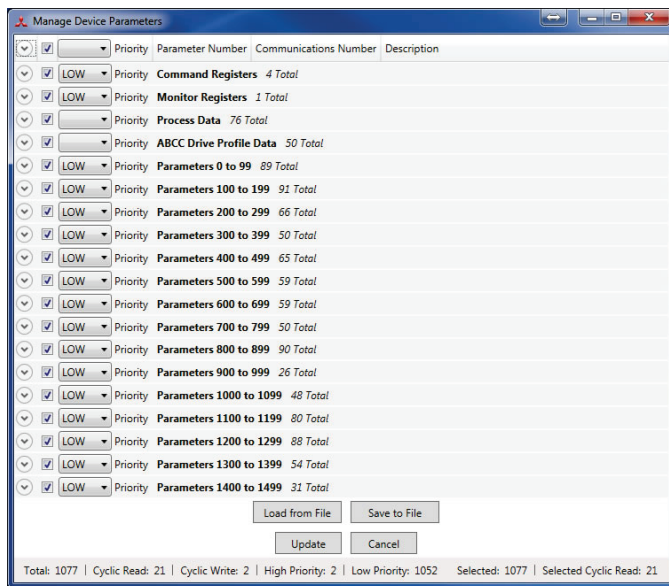 Manage Device Parameters
Priority Parameter Number Communications Number Description
LOW Priority Command Registers 4 Total
LOW Priority Monitor Registers 1 Total
Priority Process Data 76 Total
Priority ABCC Drive Profile Data 50 Total
LOW Priority Parameters 0 to 99 89 Total
LOW Priority Parameters 100 to 199 91 Total
LOW Priority Parameters 200 to 299 66 Total
LOW Priority Parameters 300 to 399 50 Total
LOW Priority Parameters 400 to 499 65 Total
LOW Priority Parameters 500 to 599 59 Total
LOW Priority Parameters 600 to 699 59 Total
LOW Priority Parameters 700 to 799 50 Total
LOW Priority Parameters 800 to 899 90 Total
LOW Priority Parameters 900 to 999 26 Total
LOW Priority Parameters 1000 to 1099 48 Total
LOW Priority Parameters 1100 to 1199 80 Total
LOW Priority Parameters 1200 to 1299 88 Total
LOW Priority Parameters 1300 to 1399 54 Total
LOW Priority Parameters 1400 to 1499 31 Total
Load from File Save to File
Update Cancel
Total: 1077 | Cyclic Read: 21 | Cyclic Write: 2 | High Priority: 2 | Low Priority: 1052 Selected: 1077 | Selected Cyclic Read: 21